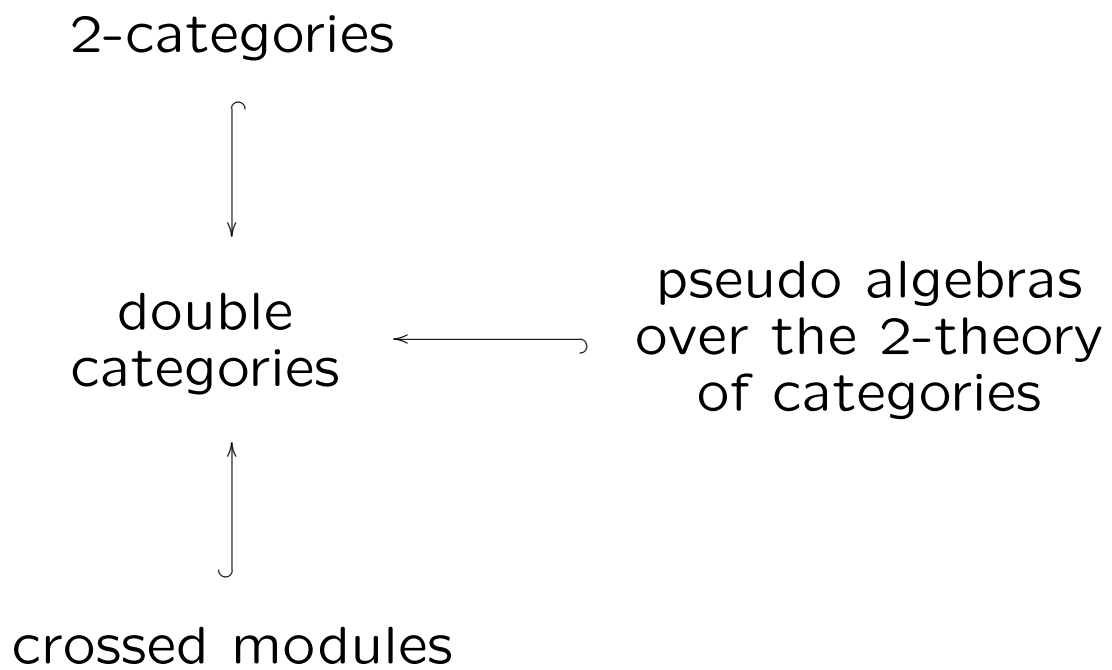 2-categories
double
categories
pseudo algebras
over the 2-theory
of categories
crossed modules